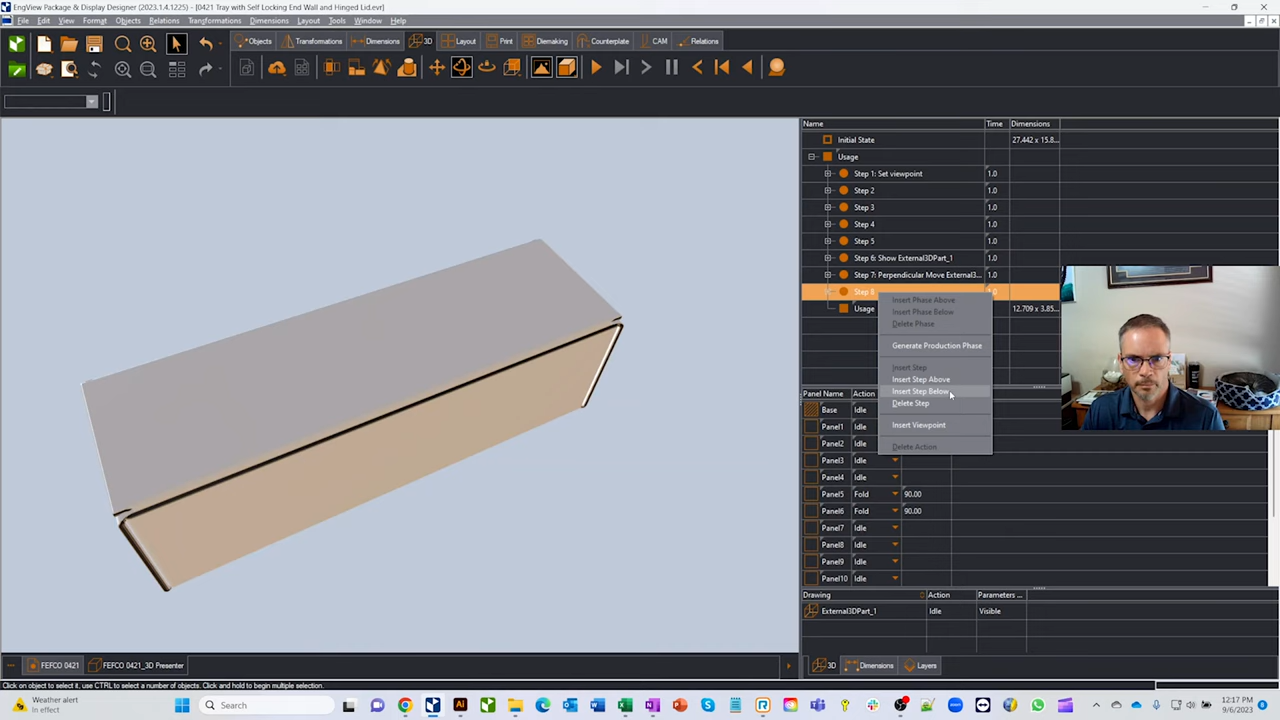 EngView Package & Display Designer (2023.1.4.1225) - [0421 Tray with Self Locking End Wall and Hinged Lid.evr]
File Edit View Format Objects Relations Transformations Dimensions Layout Tools Window Help
Objects Transformations Dimensions 3D Layout Print Diemaking Counterplate CAM Relations
Name Time Dimensions
Initial State 27.442 x 15.8...
Usage
Step 1: Set viewpoint 1.0
Step 2 1.0
Step 3 1.0
Step 4 1.0
Step 5 1.0
Step 6: Show External3DPart_1 1.0
Step 7: Perpendicular Move External3... 1.0
Step 8
Usage 12.709 x 3.85...
Insert Phase Above
Insert Phase Below
Delete Phase
Generate Production Phase
Insert Step
Insert Step Above
Insert Step Below
Delete Step
Insert Viewpoint
Delete Action
Panel Name Action
Base Idle
Panel1 Idle
Panel2 Idle
Panel3 Idle
Panel4 Idle
Panel5 Fold 90.00
Panel6 Fold 90.00
Panel7 Idle
Panel8 Idle
Panel9 Idle
Panel10 Idle
Drawing Action Parameters ...
External3DPart_1 Idle Visible
FEFCO 0421 FEFCO 0421_3D Presenter
3D Dimensions Layers
Click on object to select it, use CTRL to select a number of objects. Click and hold to begin multiple selection.
Weather alert
In effect
Search
12:17 PM
9/6/2023